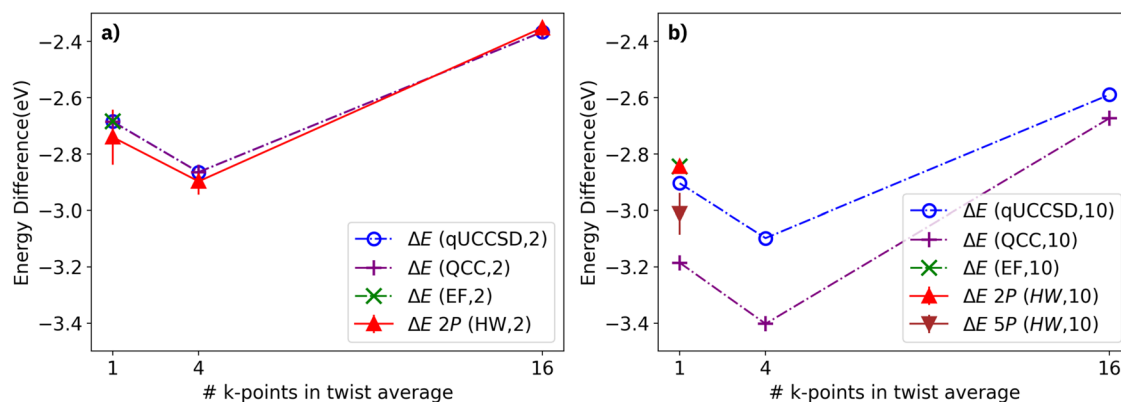 a)
Energy Difference(eV)
−2.4
−2.6
−2.8
−3.0
−3.2
−3.4
1
4
16
# k-points in twist average
ΔE (qUCCSD,2)
ΔE (QCC,2)
ΔE (EF,2)
ΔE 2P (HW,2)
b)
Energy Difference(eV)
−2.4
−2.6
−2.8
−3.0
−3.2
−3.4
1
4
16
# k-points in twist average
ΔE (qUCCSD,10)
ΔE (QCC,10)
ΔE (EF,10)
ΔE 2P (HW,10)
ΔE 5P (HW,10)